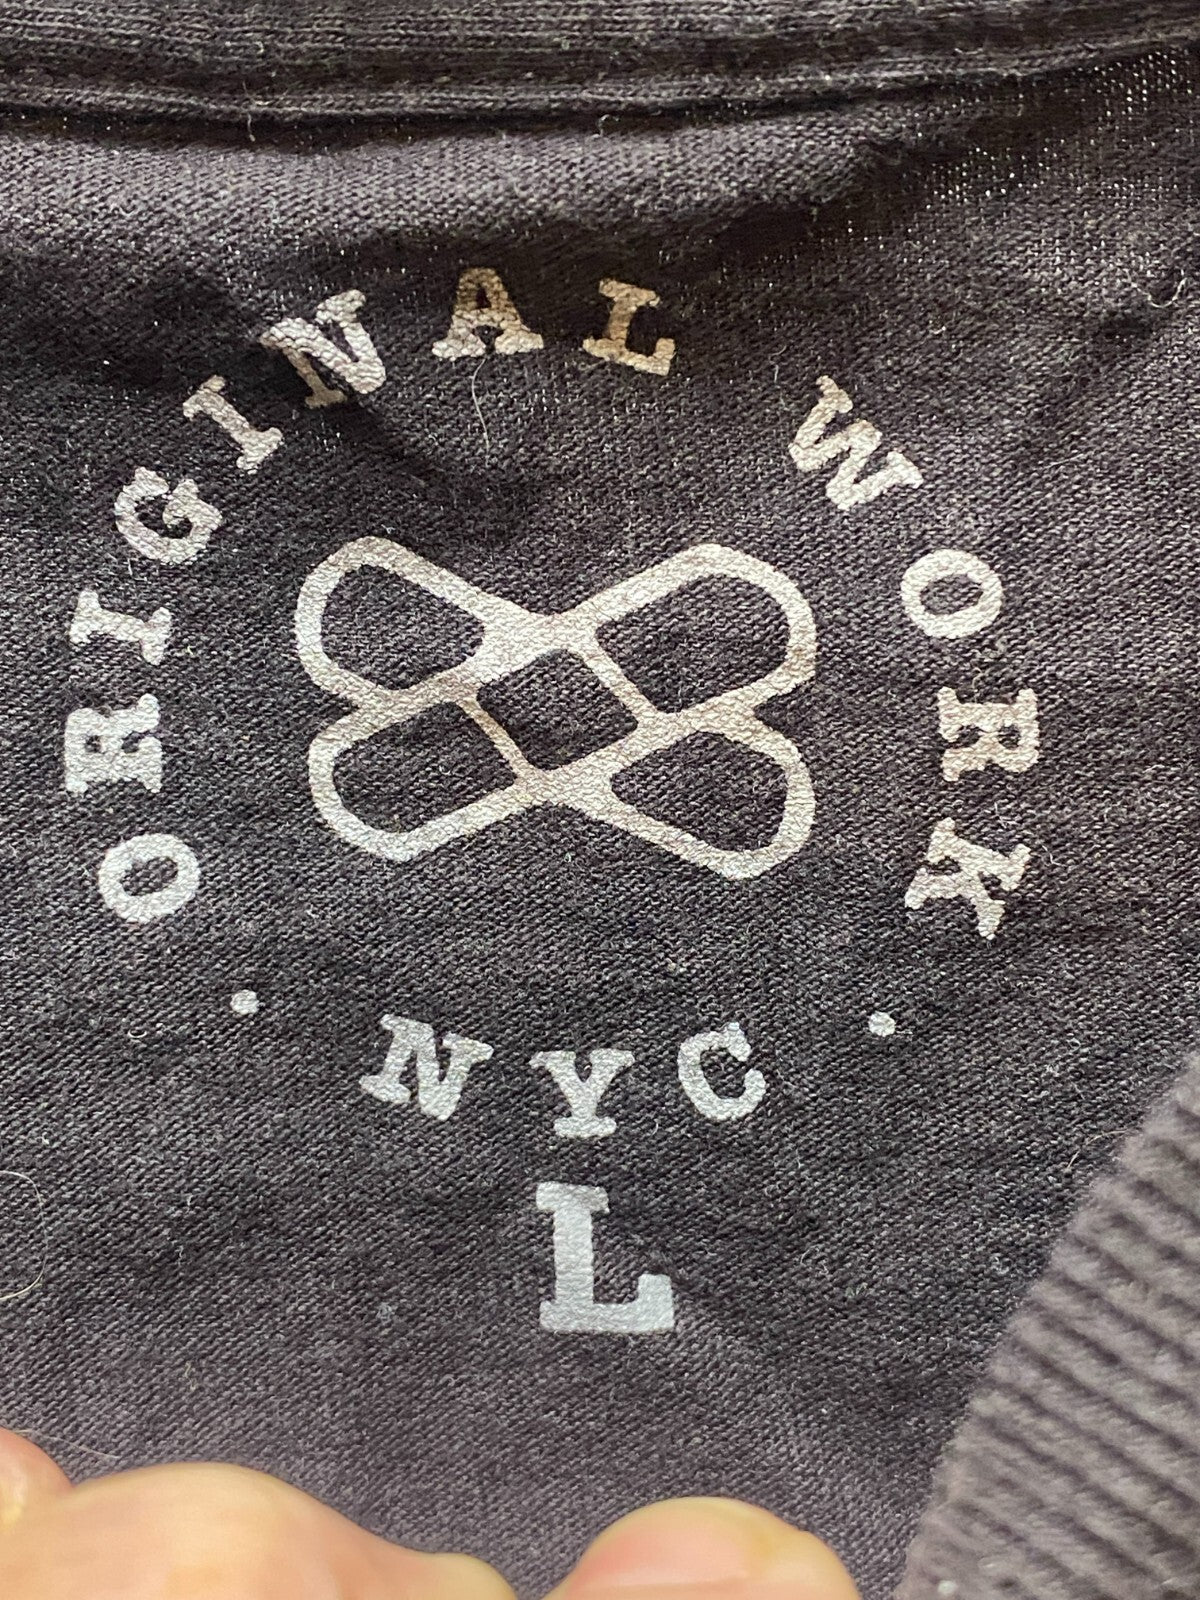 ORIGINAL WORK
· NYC ·
L